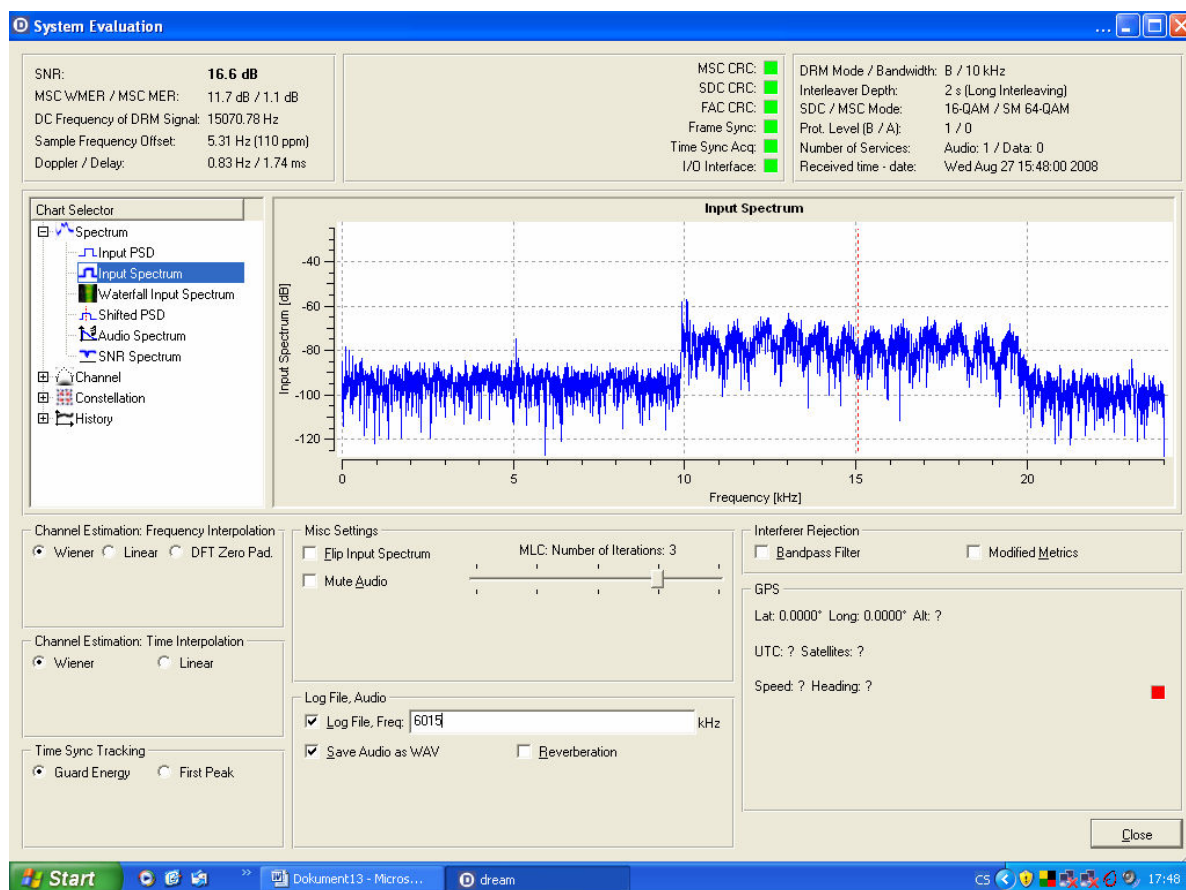 System Evaluation
SNR: 16.6 dB
MSC WMER / MSC MER: 11.7 dB / 1.1 dB
DC Frequency of DRM Signal: 15070.78 Hz
Sample Frequency Offset: 5.31 Hz (110 ppm)
Doppler / Delay: 0.83 Hz / 1.74 ms
MSC CRC:
SDC CRC:
FAC CRC:
Frame Sync:
Time Sync Acq:
I/O Interface:
DRM Mode / Bandwidth: B / 10 kHz
Interleaver Depth: 2 s (Long Interleaving)
SDC / MSC Mode: 16-QAM / SM 64-QAM
Prot. Level (B / A): 1 / 0
Number of Services: Audio: 1 / Data: 0
Received time - date: Wed Aug 27 15:48:00 2008
Chart Selector
Spectrum
Input PSD
Input Spectrum
Waterfall Input Spectrum
Shifted PSD
Audio Spectrum
SNR Spectrum
Channel
Constellation
History
Input Spectrum
Input Spectrum [dB]
-40
-60
-80
-100
-120
0 5 10 15 20
Frequency [kHz]
Channel Estimation: Frequency Interpolation
Wiener Linear DFT Zero Pad.
Channel Estimation: Time Interpolation
Wiener Linear
Time Sync Tracking
Guard Energy First Peak
Misc Settings
Flip Input Spectrum
Mute Audio
MLC: Number of Iterations: 3
Log File, Audio
Log File, Freq: 6015 kHz
Save Audio as WAV Reverberation
Interferer Rejection
Bandpass Filter Modified Metrics
GPS
Lat: 0.0000° Long: 0.0000° Alt: ?
UTC: ? Satellites: ?
Speed: ? Heading: ?
Close
Start
Dokument13 - Micros...
dream
CS
17:48